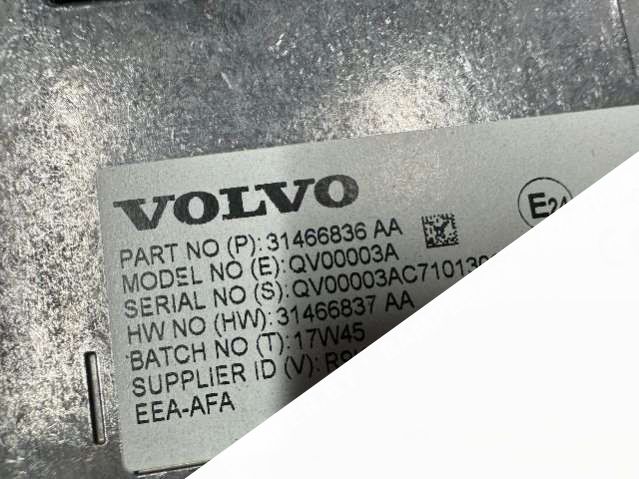 VOLVO
PART NO (P):31466836 AA
MODEL NO (E):QV00003A
SERIAL NO (S):QV00003AC71013
HW NO (HW):31466837 AA
BATCH NO (T):17W45
SUPPLIER ID (V):
EEA-AFA
E24